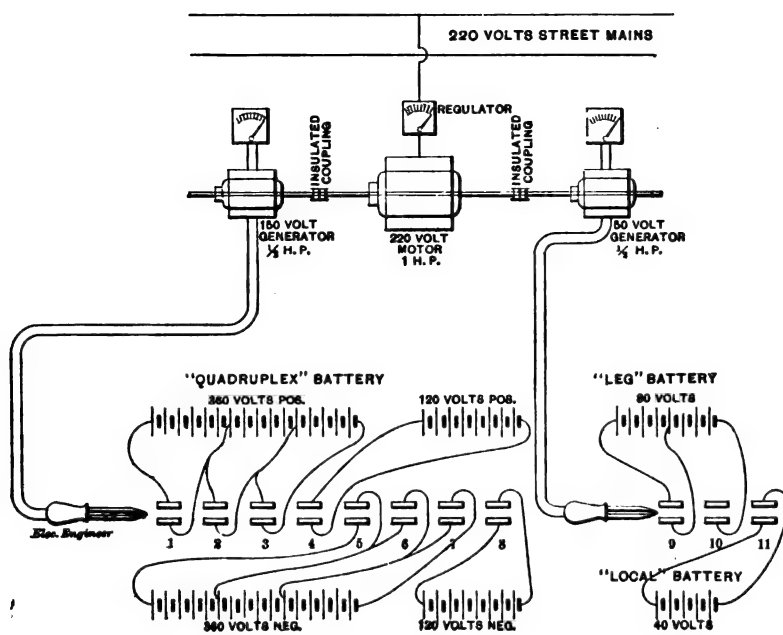 220 VOLTS STREET MAINS
REGULATOR
INSULATED
COUPLING
INSULATED
COUPLING
150 VOLT
GENERATOR
½ H.P.
220 VOLT
MOTOR
1 H.P.
50 VOLT
GENERATOR
½ H.P.
"QUADRUPLEX" BATTERY
360 VOLTS POS.
120 VOLTS POS.
"LEG" BATTERY
80 VOLTS
Elec. Engineer
1 2 3 4 5 6 7 8 9 10 11
"LOCAL" BATTERY
360 VOLTS NEG.
120 VOLTS NEG.
40 VOLTS